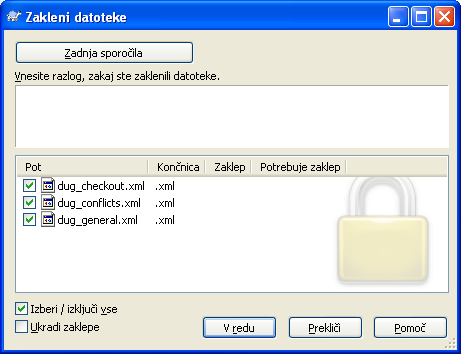 Zakleni datoteke
Zadnja sporočila
Vnesite razlog, zakaj ste zaklenili datoteke.
Pot Končnica Zaklep Potrebuje zaklep
dug_checkout.xml .xml
dug_conflicts.xml .xml
dug_general.xml .xml
Izberi / izključi vse
Ukradi zaklepe
V redu Prekliči Pomoč